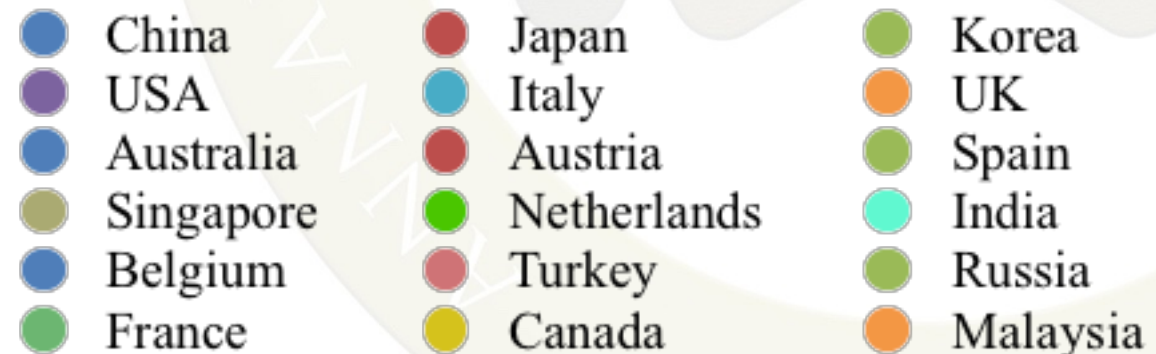 China Japan Korea
USA Italy UK
Australia Austria Spain
Singapore Netherlands India
Belgium Turkey Russia
France Canada Malaysia